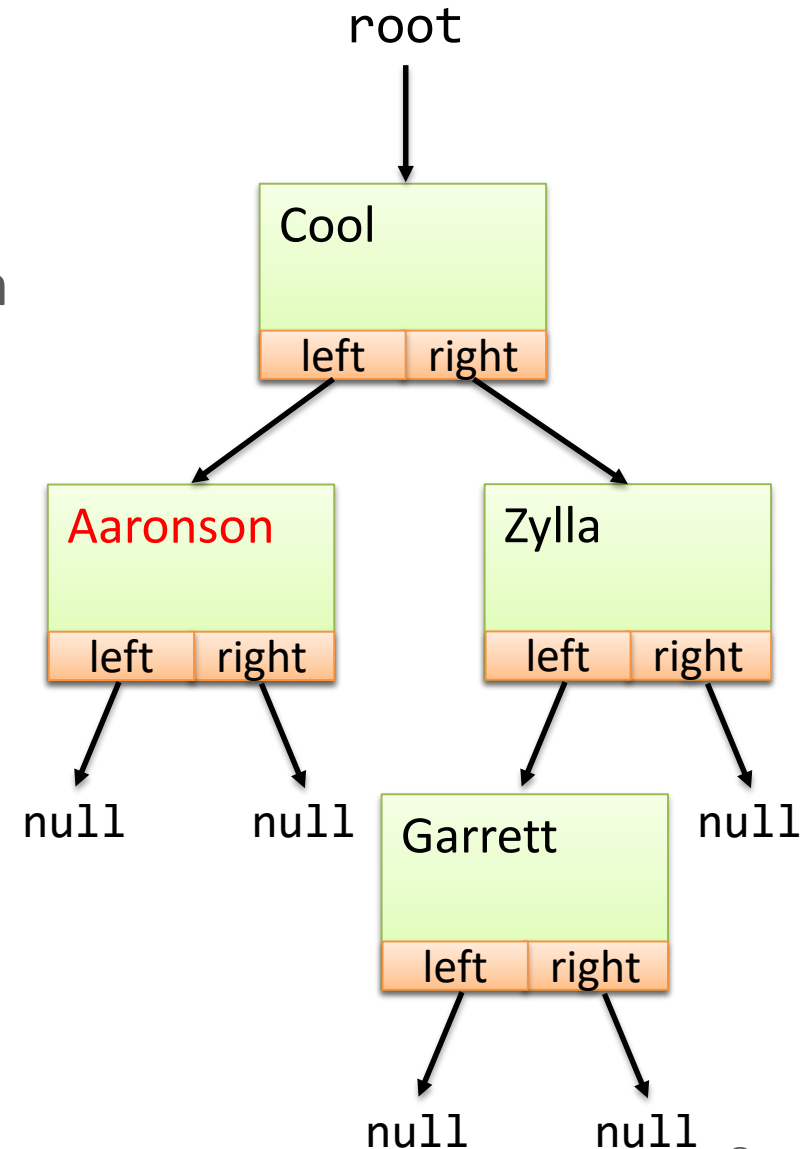 root
Cool
left right
Aaronson Zylla
left right left right
null null null
Garrett
left right
null null